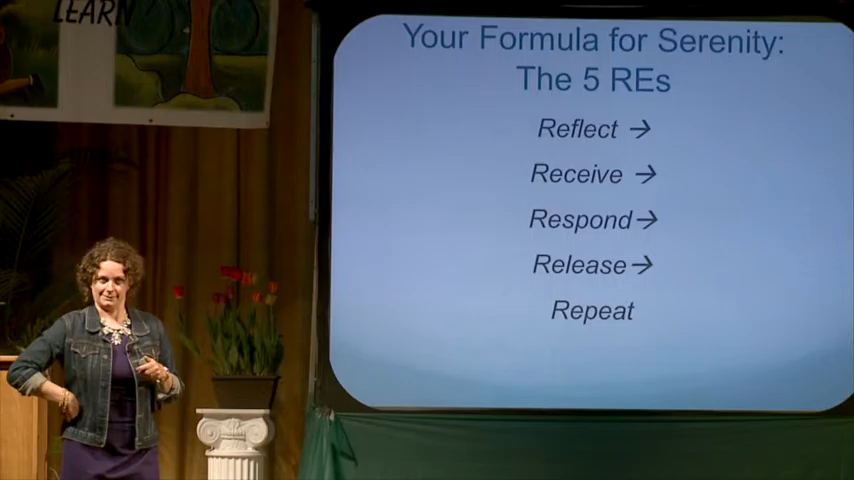 LEARN
Your Formula for Serenity:
The 5 REs
Reflect →
Receive →
Respond→
Release→
Repeat